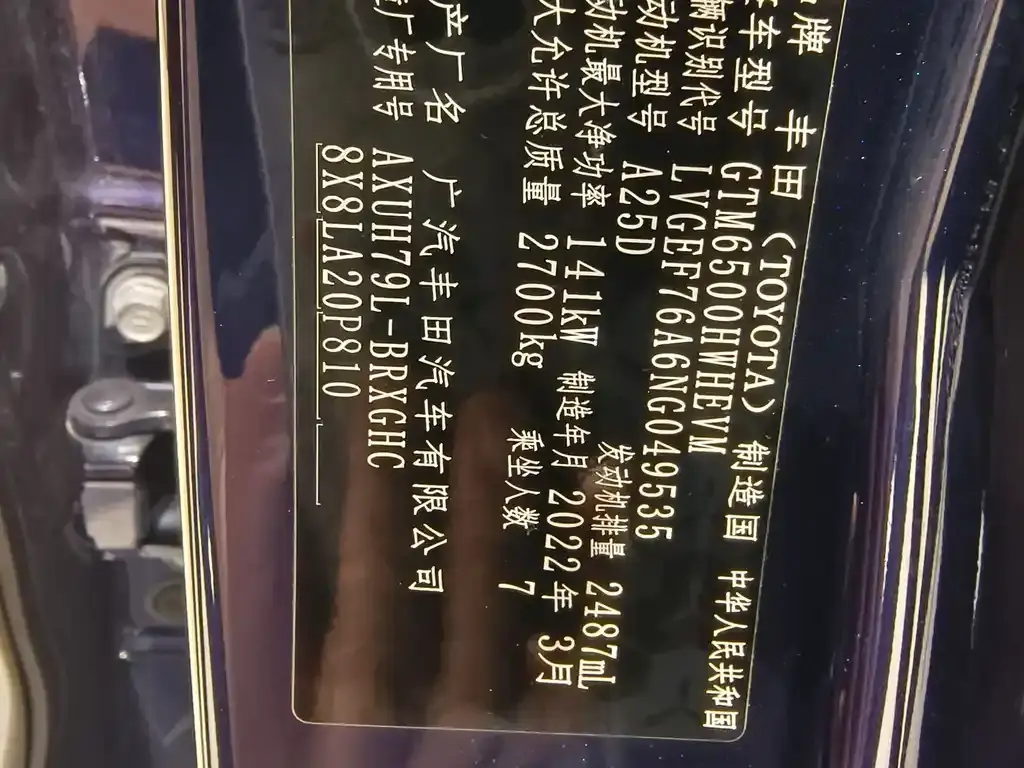 牌 丰田 (TOYOTA) 制造国 中华人民共和国
车型号 GTM6500HWHEVM
辆识别代号 LVGEF76A6NG049535
动机型号 A25D 发动机排量 2487mL
动机最大净功率 141kW 制造年月 2022年 3月
大允许总质量 2700kg 乘坐人数 7
产厂名 广汽丰田汽车有限公司
厂专用号 AXUH79L-BRXGHC
8X8LA20P810